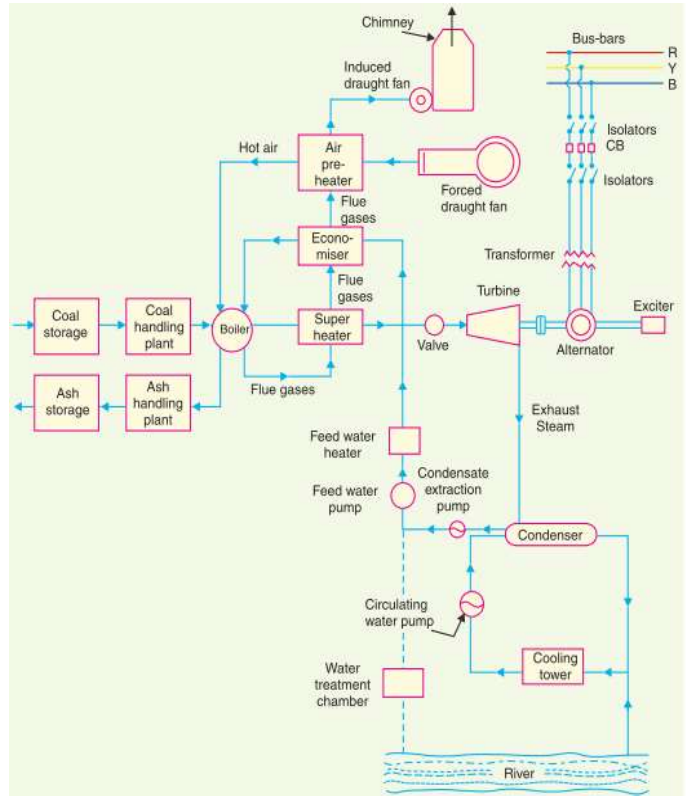 Chimney
Bus-bars
R
Y
B
Induced
draught fan
Isolators
CB
Isolators
Hot air
Air
pre-
heater
Forced
draught fan
Flue
gases
Econo-
miser
Transformer
Flue
gases
Turbine
Exciter
Coal
storage
Coal
handling
plant
Boiler
Super
heater
Valve
Alternator
Ash
storage
Ash
handling
plant
Flue gases
Exhaust
Steam
Feed water
heater
Feed water
pump
Condensate
extraction
pump
Condenser
Circulating
water pump
Cooling
tower
Water
treatment
chamber
River